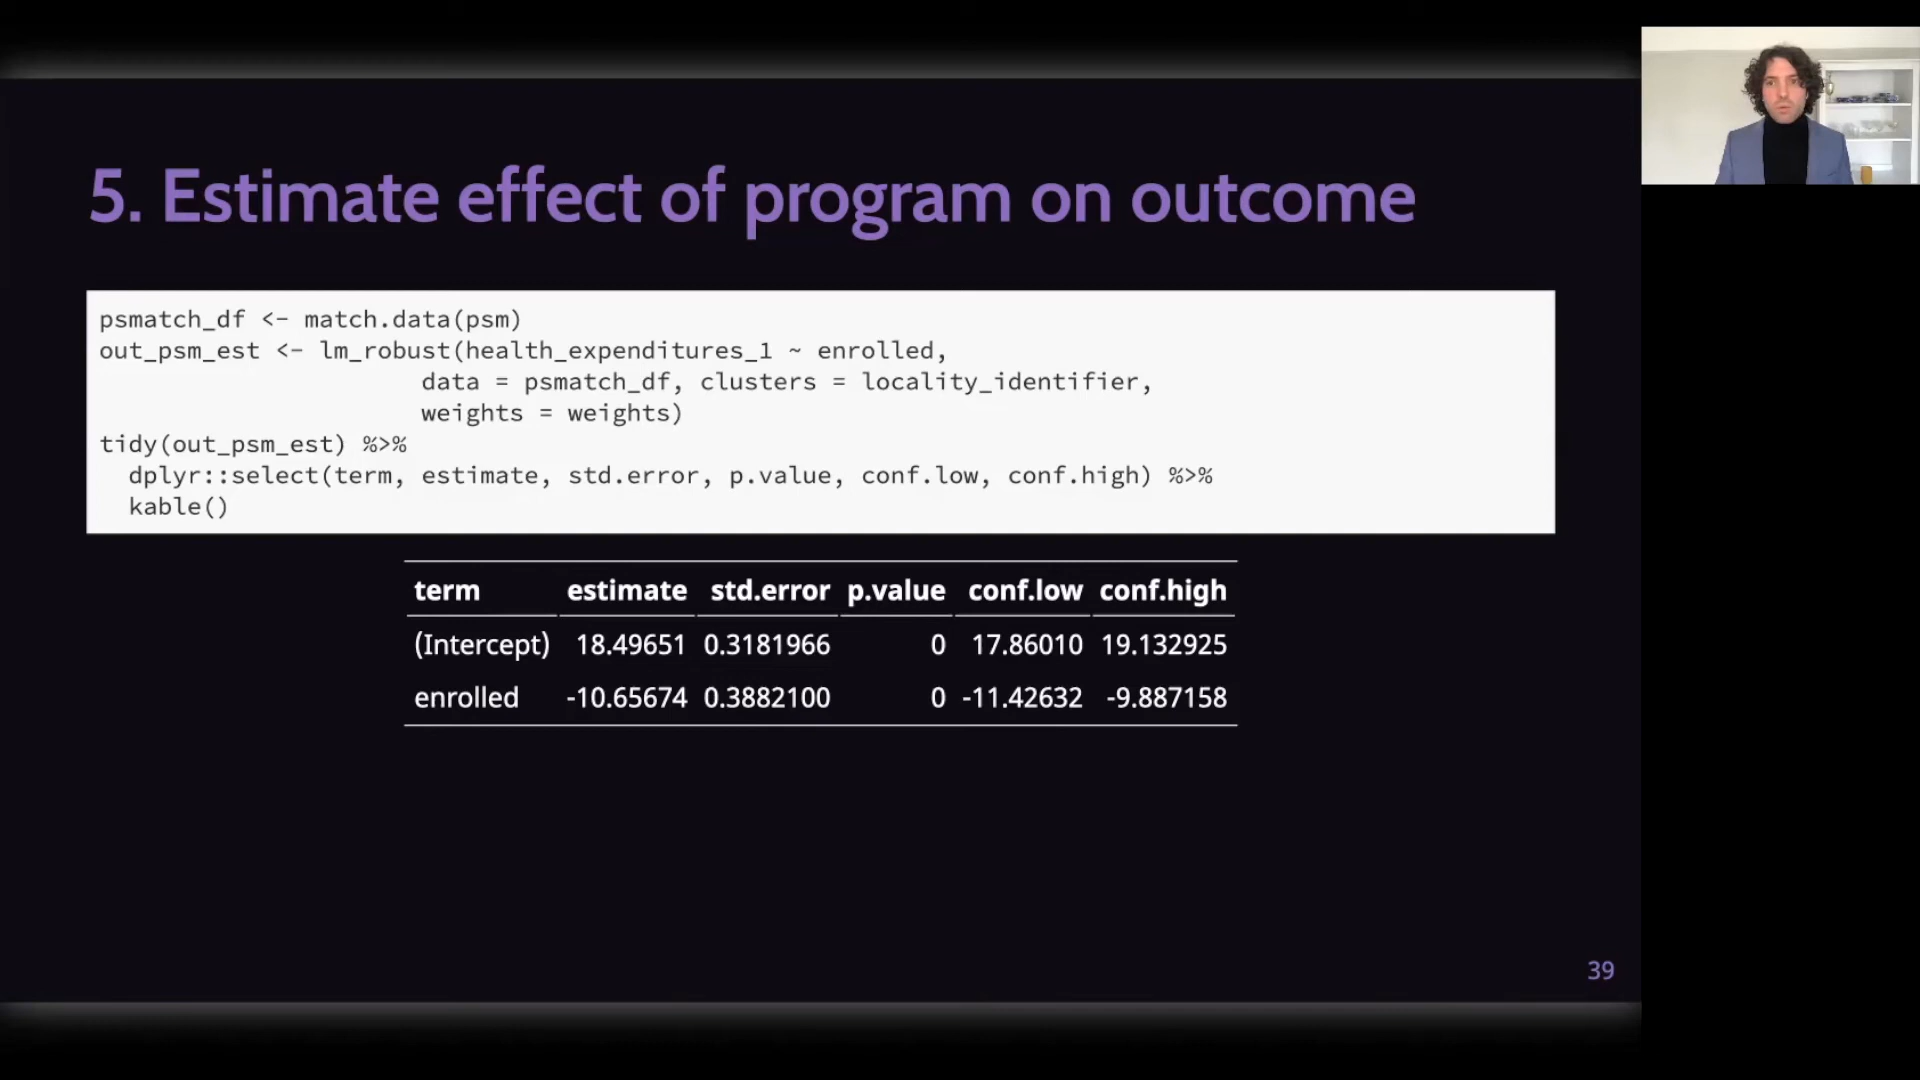 5. Estimate effect of program on outcome
psmatch_df <- match.data(psm)
out_psm_est <- lm_robust(health_expenditures_1 ~ enrolled,
data = psmatch_df, clusters = locality_identifier,
weights = weights)
tidy(out_psm_est) %>%
dplyr::select(term, estimate, std.error, p.value, conf.low, conf.high) %>%
kable()
term estimate std.error p.value conf.low conf.high
(Intercept) 18.49651 0.3181966 0 17.86010 19.132925
enrolled -10.65674 0.3882100 0 -11.42632 -9.887158
39